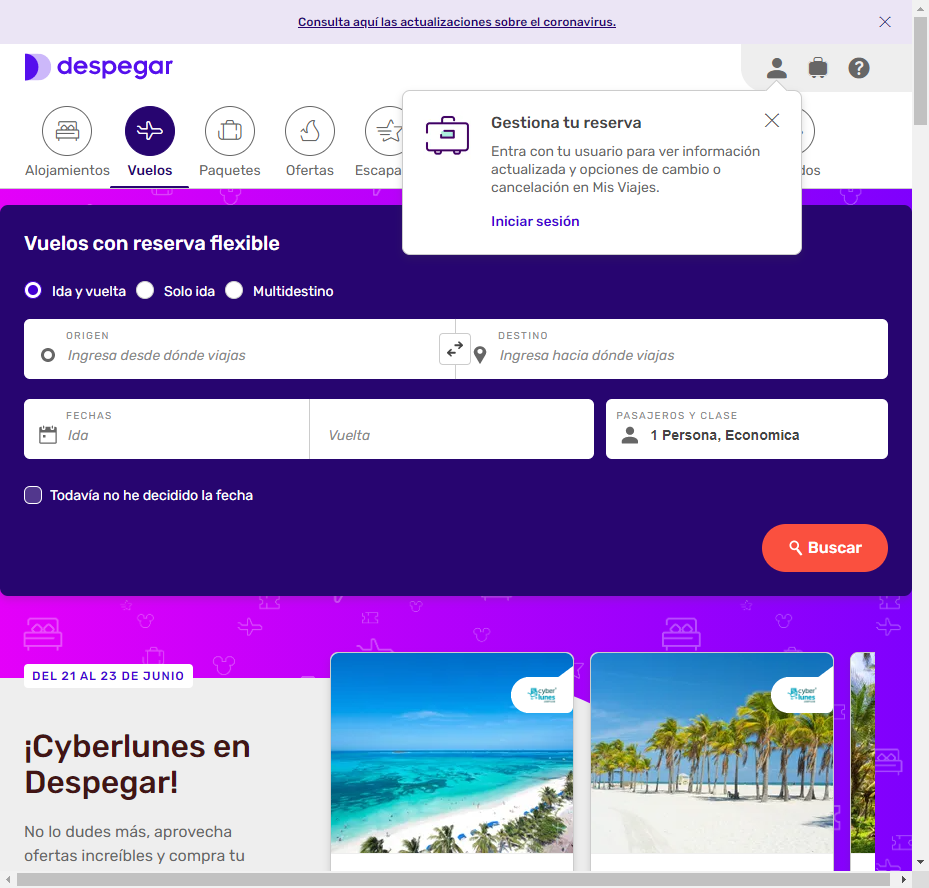 Consulta aquí las actualizaciones sobre el coronavirus.
despegar
Alojamientos
Vuelos
Paquetes
Ofertas
Escapa
dos
Gestiona tu reserva
Entra con tu usuario para ver información
actualizada y opciones de cambio o
cancelación en Mis Viajes.
Iniciar sesión
Vuelos con reserva flexible
Ida y vuelta
Solo ida
Multidestino
ORIGEN
Ingresa desde dónde viajas
DESTINO
Ingresa hacia dónde viajas
FECHAS
Ida
Vuelta
PASAJEROS Y CLASE
1 Persona, Economica
Todavía no he decidido la fecha
Buscar
DEL 21 AL 23 DE JUNIO
¡Cyberlunes en
Despegar!
No lo dudes más, aprovecha
ofertas increíbles y compra tu
cyber
lunes
cyber
lunes